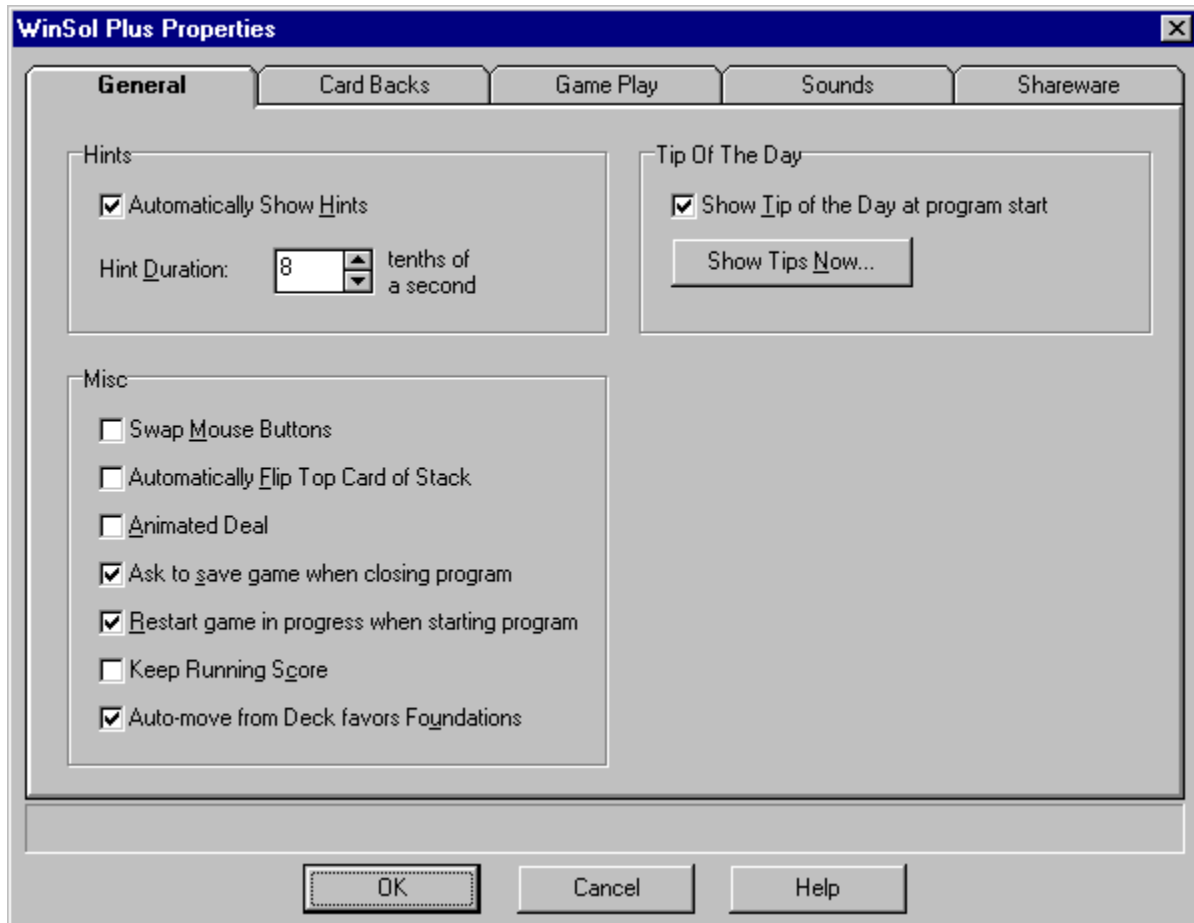 WinSol Plus Properties
General
Card Backs
Game Play
Sounds
Shareware
Hints
Automatically Show Hints
Hint Duration:
8
tenths of
a second
Tip Of The Day
Show Tip of the Day at program start
Show Tips Now...
Misc
Swap Mouse Buttons
Automatically Flip Top Card of Stack
Animated Deal
Ask to save game when closing program
Restart game in progress when starting program
Keep Running Score
Auto-move from Deck favors Foundations
OK
Cancel
Help